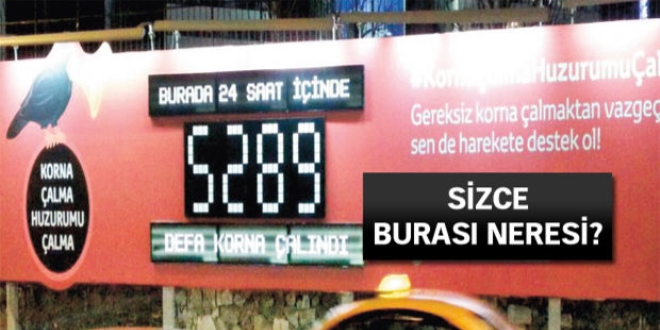 BURADA 24 SAAT İÇİNDE
5289
DEFA KORNA ÇALINDI
KORNA
ÇALMA
HUZURUMU
ÇALMA
#KornaÇalmaHuzurumuÇal
Gereksiz korna çalmaktan vazgeç
sen de harekete destek ol!
SİZCE
BURASI NERESİ?